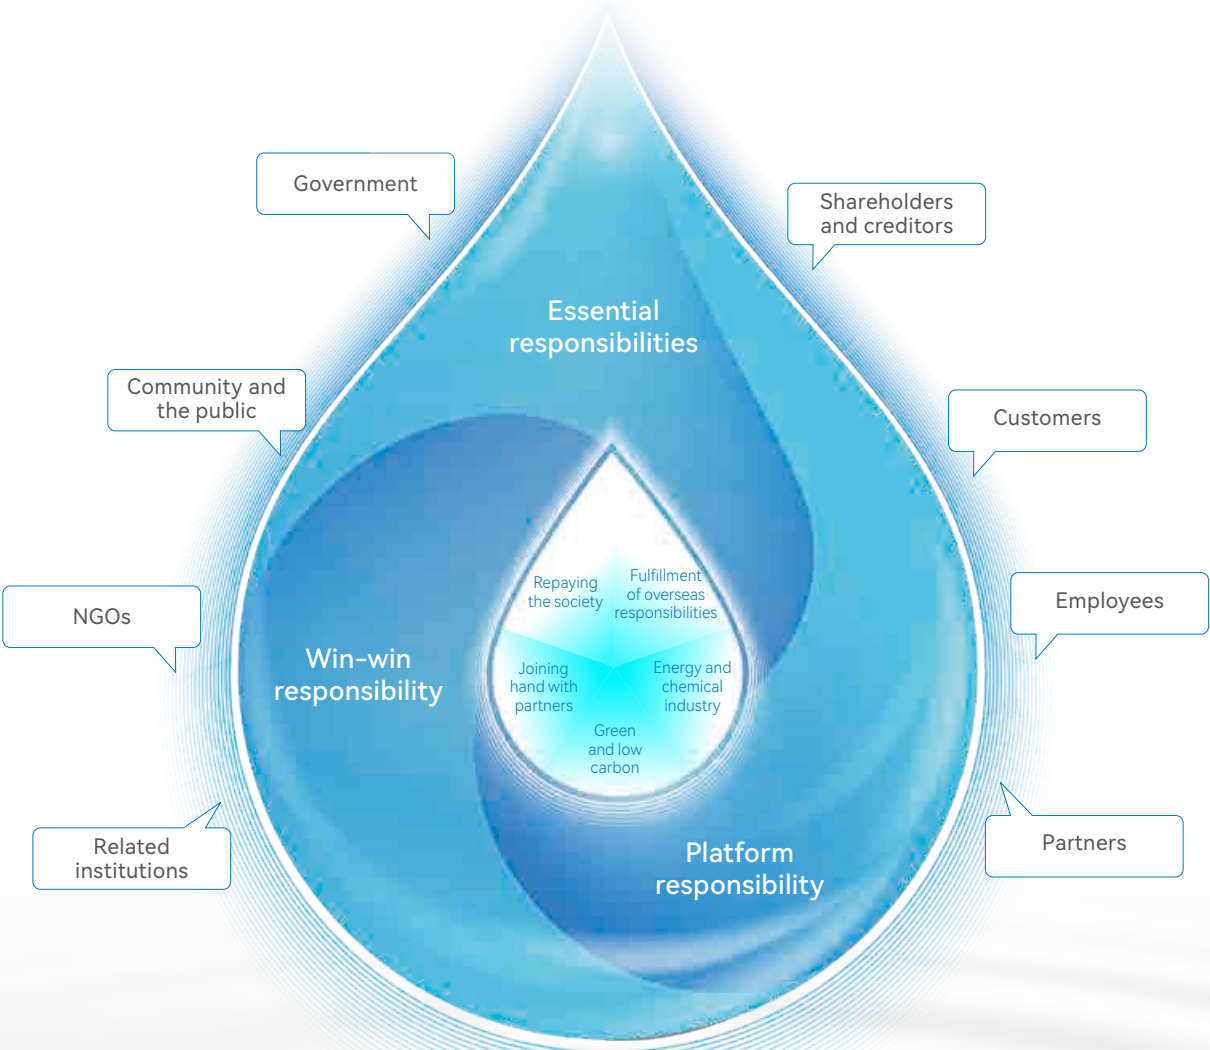 Government
Shareholders
and creditors
Essential
responsibilities
Community and
the public
Customers
Repaying
the society
Fulfillment
of overseas
responsibilities
NGOs
Employees
Win-win
responsibility
Joining
hand with
partners
Energy and
chemical
industry
Green
and low
carbon
Related
institutions
Platform
responsibility
Partners